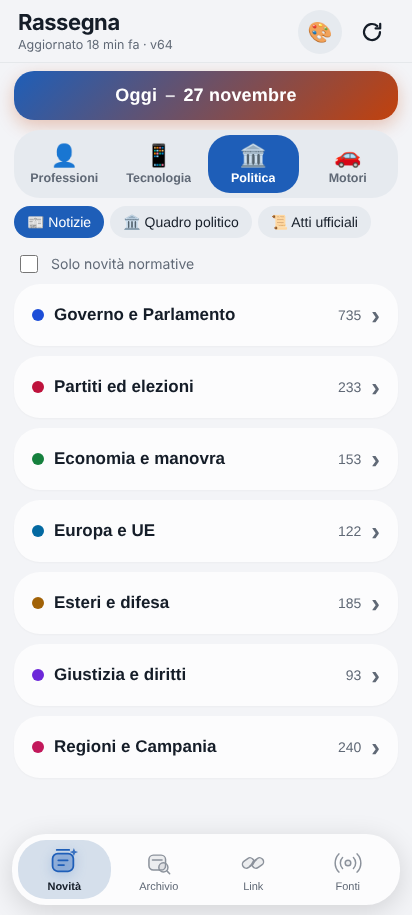 Rassegna
Aggiornato 18 min fa · v64
Oggi – 27 novembre
Professioni
Tecnologia
Politica
Motori
Notizie
Quadro politico
Atti ufficiali
Solo novità normative
Governo e Parlamento 735 ›
Partiti ed elezioni 233 ›
Economia e manovra 153 ›
Europa e UE 122 ›
Esteri e difesa 185 ›
Giustizia e diritti 93 ›
Regioni e Campania 240 ›
Novità
Archivio
Link
Fonti